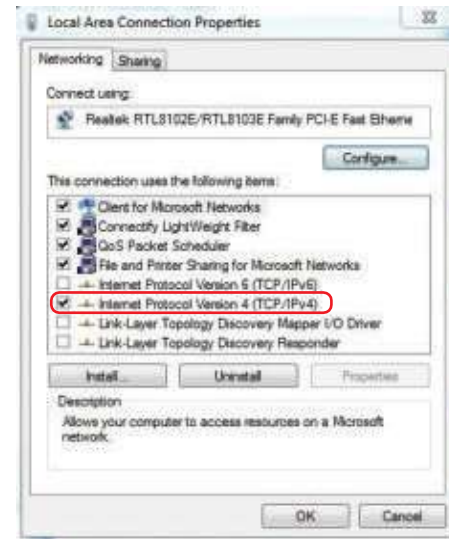 Local Area Connection Properties
Networking
Sharing
Connect using:
Realtek RTL8102E/RTL8103E Family PCI-E Fast Etherne
Configure...
This connection uses the following items:
Client for Microsoft Networks
Connectify LightWeight Filter
QoS Packet Scheduler
File and Printer Sharing for Microsoft Networks
Internet Protocol Version 6 (TCP/IPv6)
Internet Protocol Version 4 (TCP/IPv4)
Link-Layer Topology Discovery Mapper I/O Driver
Link-Layer Topology Discovery Responder
Install...
Uninstall
Properties
Description
Allows your computer to access resources on a Microsoft
network.
OK
Cancel